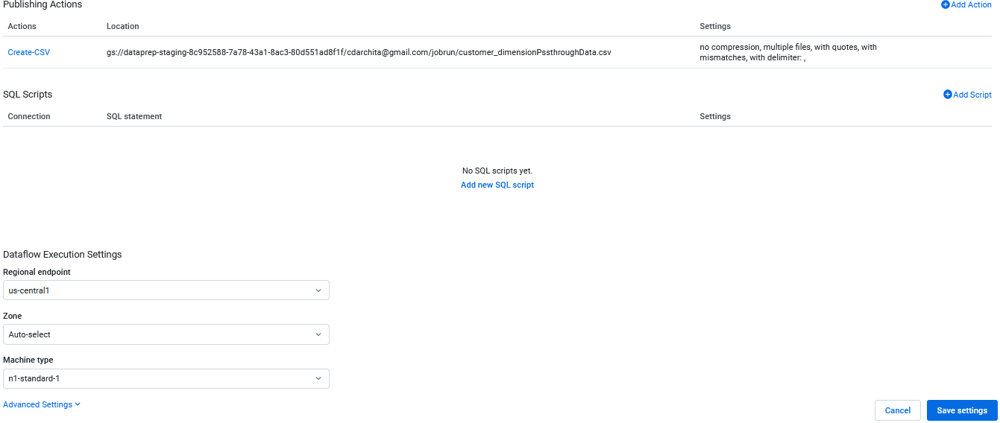 Publishing Actions
Add Action
Actions Location Settings
Create-CSV gs://dataprep-staging-8c952588-7a78-43a1-8ac3-80d551ad8f1f/cdarchita@gmail.com/jobrun/customer_dimensionPssthroughData.csv no compression, multiple files, with quotes, with
mismatches, with delimiter: ,
SQL Scripts
Add Script
Connection SQL statement Settings
No SQL scripts yet.
Add new SQL script
Dataflow Execution Settings
Regional endpoint
us-central1
Zone
Auto-select
Machine type
n1-standard-1
Advanced Settings
Cancel Save settings